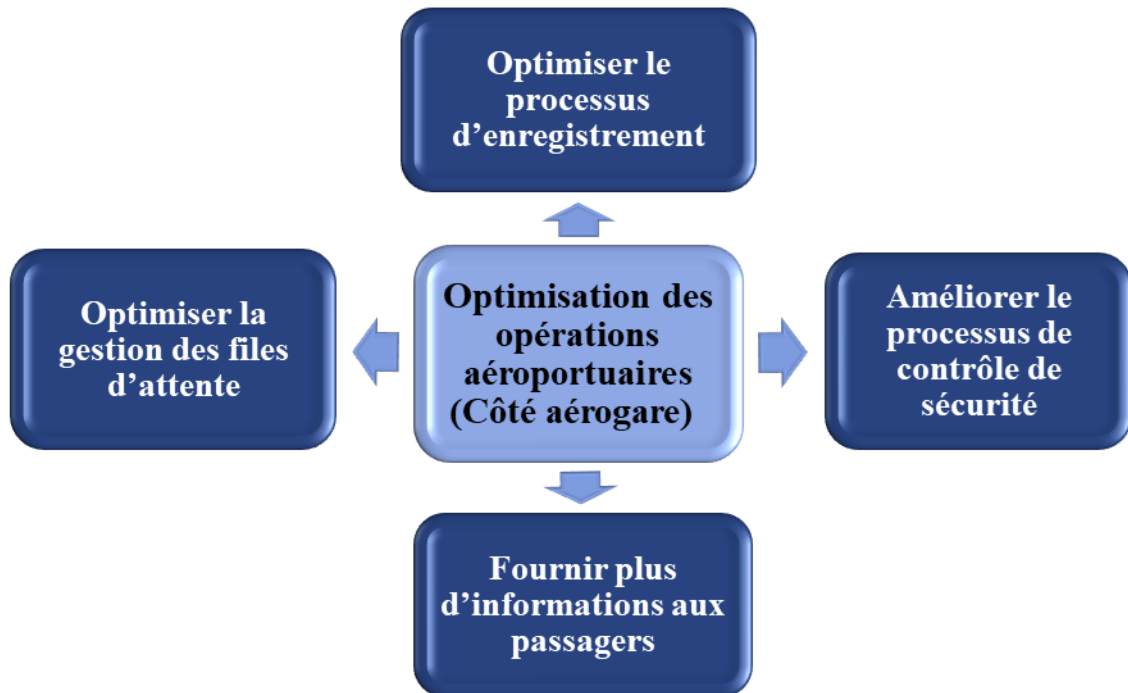 Optimiser le
processus
d’enregistrement
Optimiser la
gestion des files
d’attente
Optimisation des
opérations
aéroportuaires
(Côté aérogare)
Améliorer le
processus de
contrôle de
sécurité
Fournir plus
d’informations aux
passagers